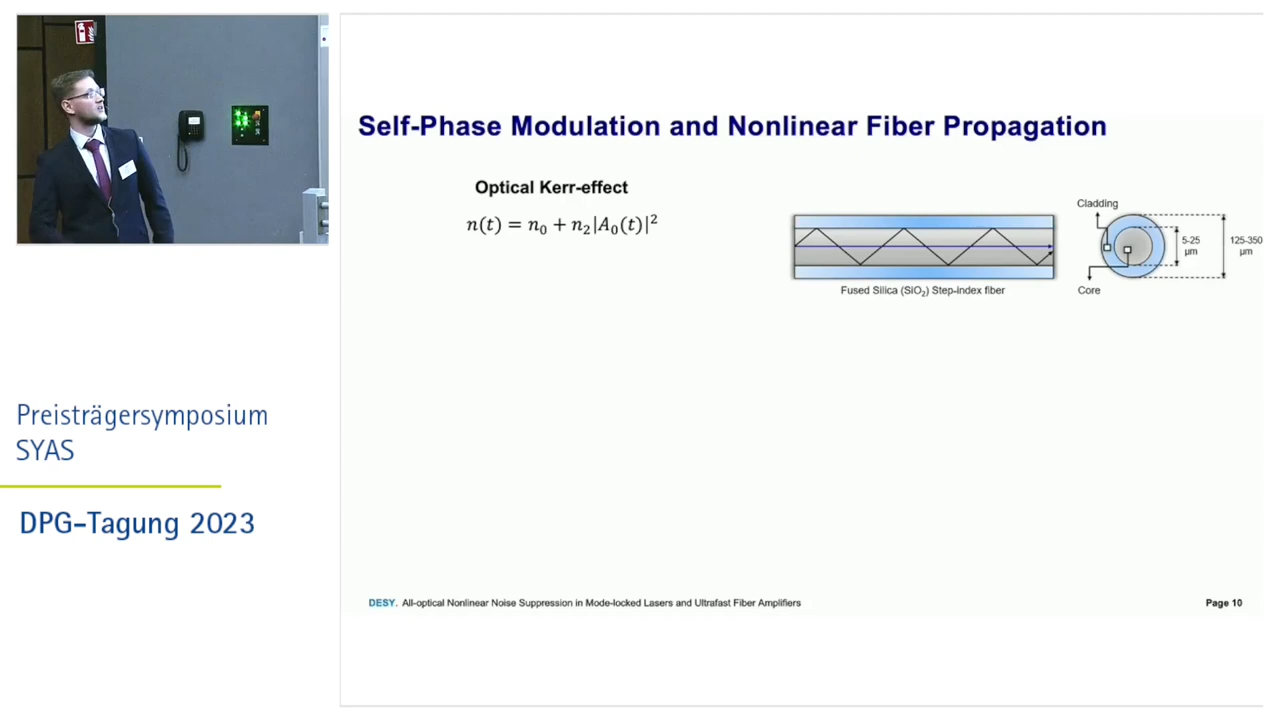 Self-Phase Modulation and Nonlinear Fiber Propagation
Optical Kerr-effect
n(t) = n₀ + n₂|A₀(t)|²
Cladding
5-25
μm
125-350
μm
Fused Silica (SiO₂) Step-index fiber
Core
Preisträgersymposium
SYAS
DPG-Tagung 2023
DESY. All-optical Nonlinear Noise Suppression in Mode-locked Lasers and Ultrafast Fiber Amplifiers
Page 10